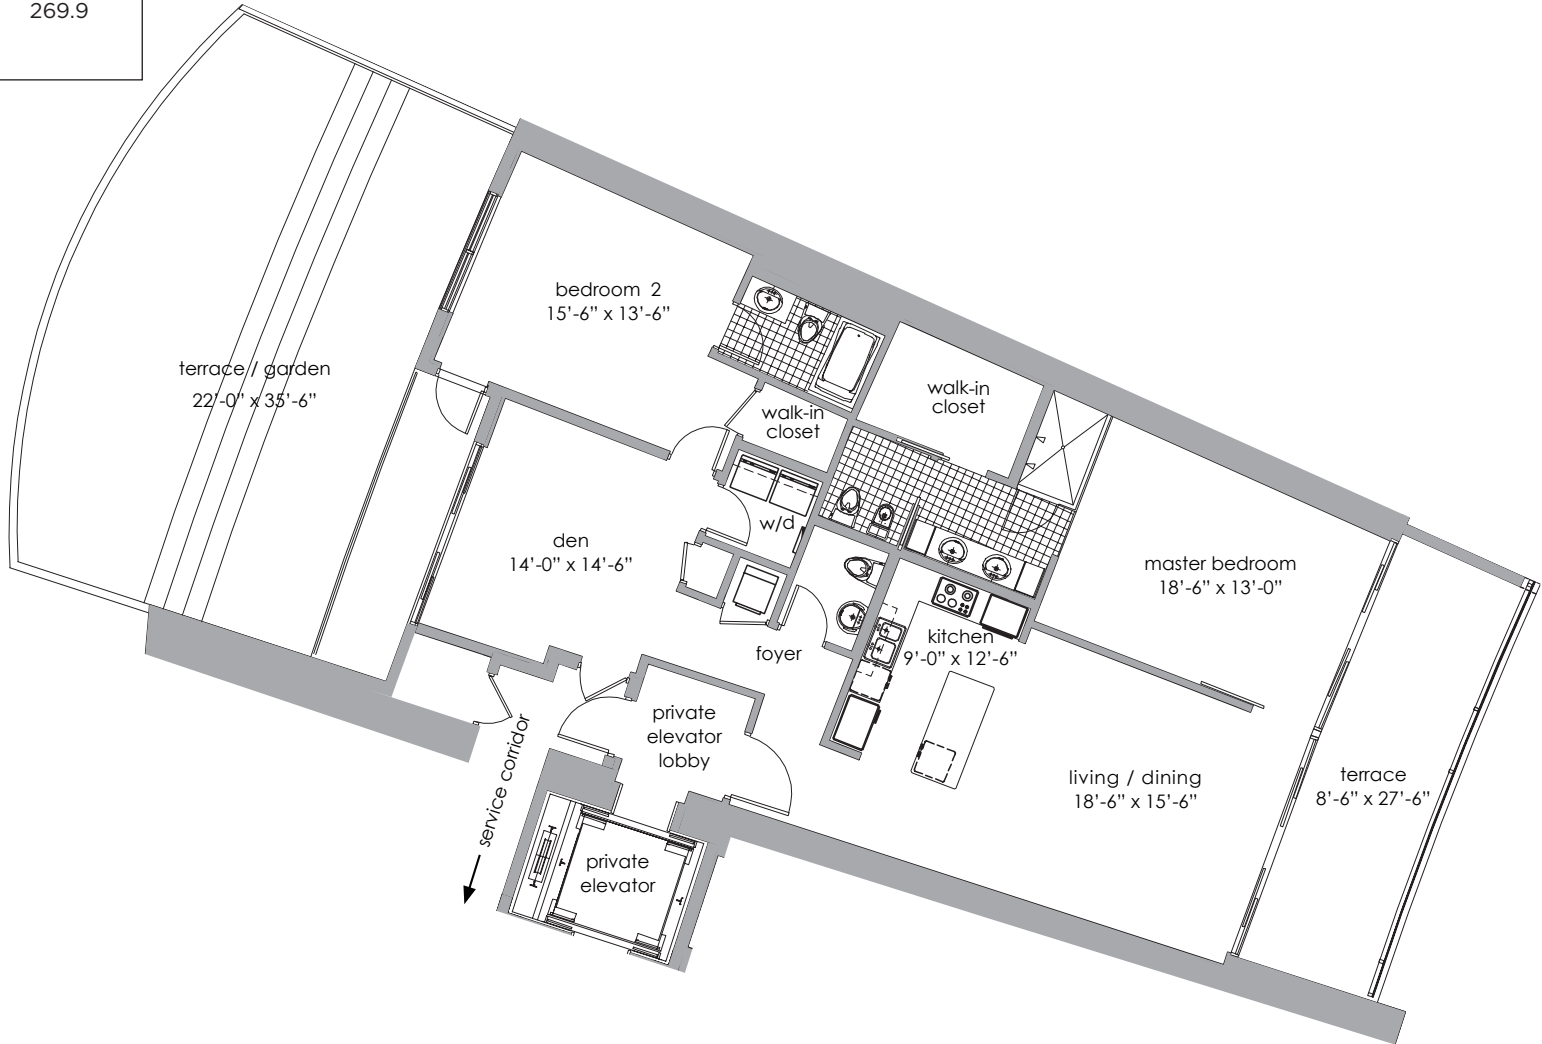 269.9
bedroom 2
15'-6" x 13'-6"
terrace / garden
22'-0" x 35'-6"
walk-in
closet
walk-in
closet
w/d
den
14'-0" x 14'-6"
master bedroom
18'-6" x 13'-0"
kitchen
9'-0" x 12'-6"
foyer
private
elevator
lobby
service corridor
living / dining
18'-6" x 15'-6"
terrace
8'-6" x 27'-6"
private
elevator